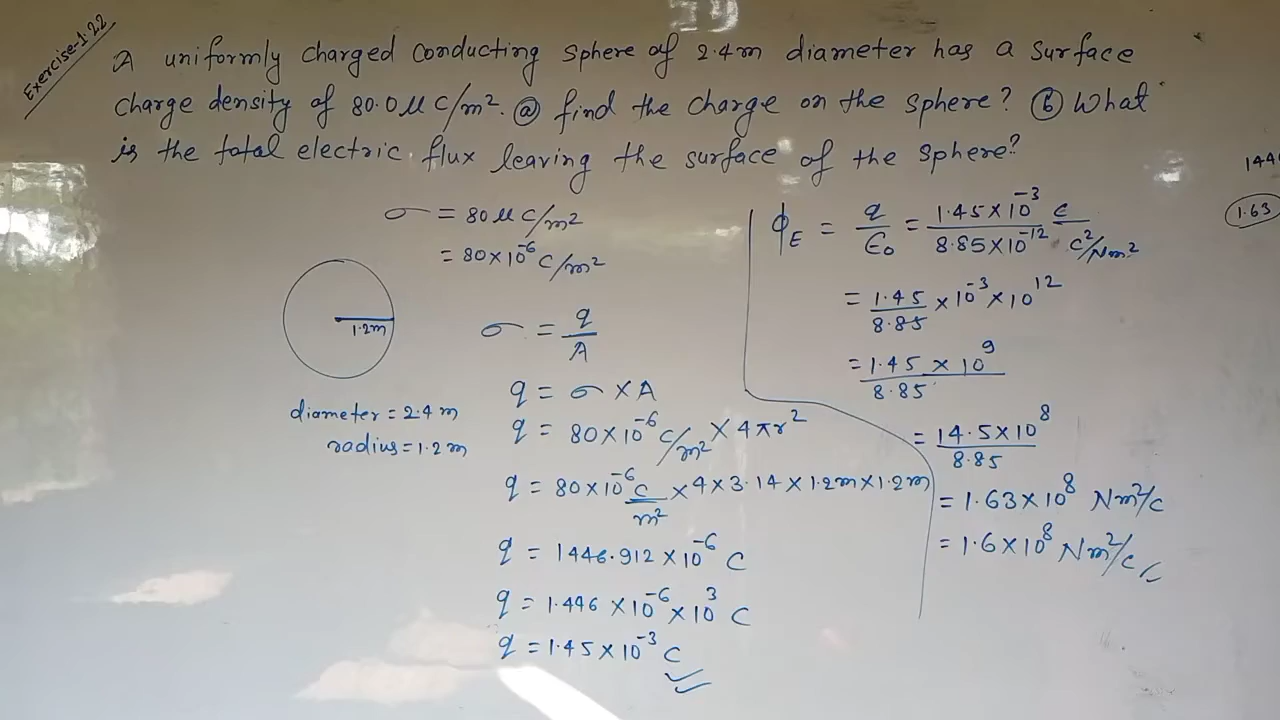 Exercise-1.22
A uniformly charged conducting sphere of 2.4m diameter has a surface
charge density of 80.0 μC/m². ⓐ find the charge on the sphere? ⓑ What
is the total electric flux leaving the surface of the sphere?
144
1.63
σ = 80 μC/m²
= 80×10⁻⁶ C/m²
1.2m
diameter = 2.4 m
radius = 1.2 m
σ = q/A
q = σ × A
q = 80×10⁻⁶ C/m² × 4πr²
q = 80×10⁻⁶ C/m² × 4×3.14×1.2m×1.2m
q = 1446.912×10⁻⁶ C
q = 1.446 ×10⁻⁶×10³ C
q = 1.45×10⁻³ C
ϕE = q/ϵ₀ = 1.45×10⁻³/8.85×10⁻¹² C/C²/Nm²
= 1.45/8.85 ×10⁻³×10¹²
= 1.45 × 10⁹/8.85
= 14.5×10⁸/8.85
= 1.63×10⁸ Nm²/C
= 1.6×10⁸ Nm²/C